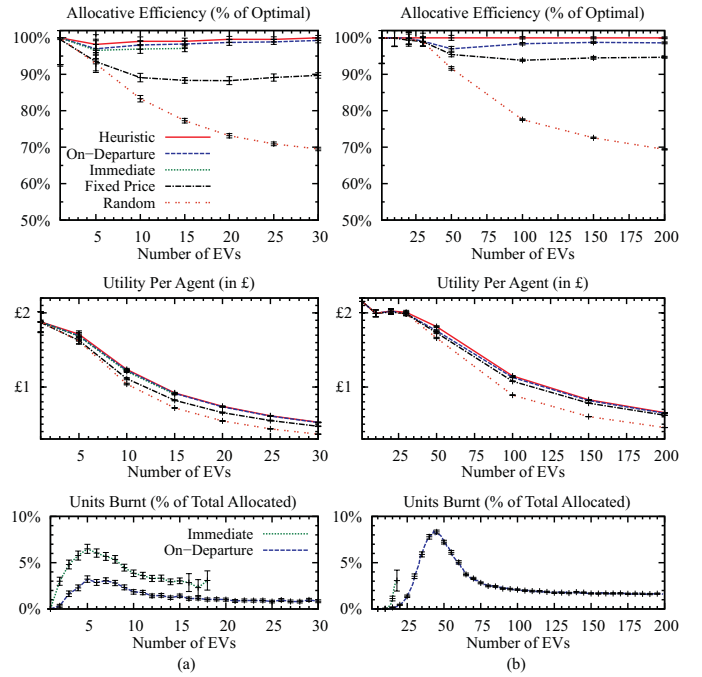 Allocative Efficiency (% of Optimal)
100%
90%
80%
70%
60%
50%
Heuristic
On−Departure
Immediate
Fixed Price
Random
5 10 15 20 25 30
Number of EVs
Allocative Efficiency (% of Optimal)
100%
90%
80%
70%
60%
50%
25 50 75 100 125 150 175 200
Number of EVs
Utility Per Agent (in £)
£2
£1
5 10 15 20 25 30
Number of EVs
Utility Per Agent (in £)
£2
£1
25 50 75 100 125 150 175 200
Number of EVs
Units Burnt (% of Total Allocated)
10%
5%
0%
Immediate
On−Departure
5 10 15 20 25 30
Number of EVs
(a)
Units Burnt (% of Total Allocated)
10%
5%
0%
25 50 75 100 125 150 175 200
Number of EVs
(b)